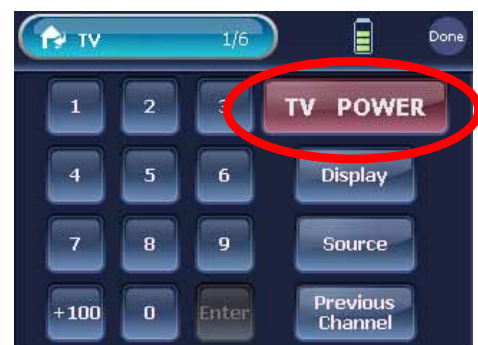 TV 1/6 Done
1 2 3 TV POWER
4 5 6 Display
7 8 9 Source
+100 0 Enter Previous
Channel